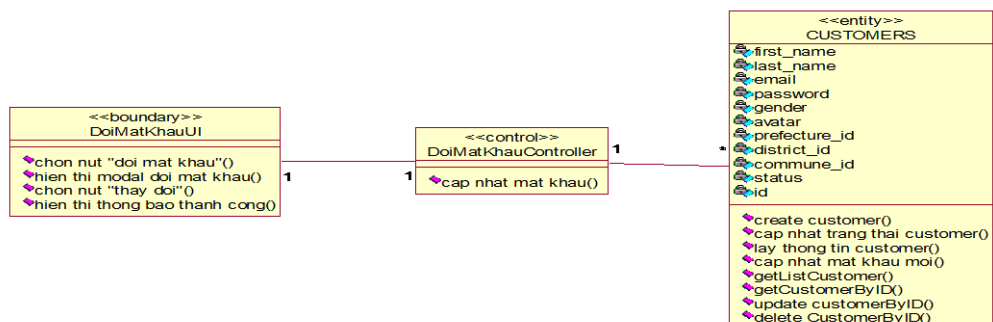 <<boundary>>
DoiMatKhauUI
chon nut "doi mat khau"()
hien thi modal doi mat khau()
chon nut "thay doi"()
hien thi thong bao thanh cong()
1
1
<<control>>
DoiMatKhauController
cap nhat mat khau()
1
*
<<entity>>
CUSTOMERS
first_name
last_name
email
password
gender
avatar
prefecture_id
district_id
commune_id
status
id
create customer()
cap nhat trang thai customer()
lay thong tin customer()
cap nhat mat khau moi()
getListCustomer()
getCustomerByID()
update customerByID()
delete CustomerByID()